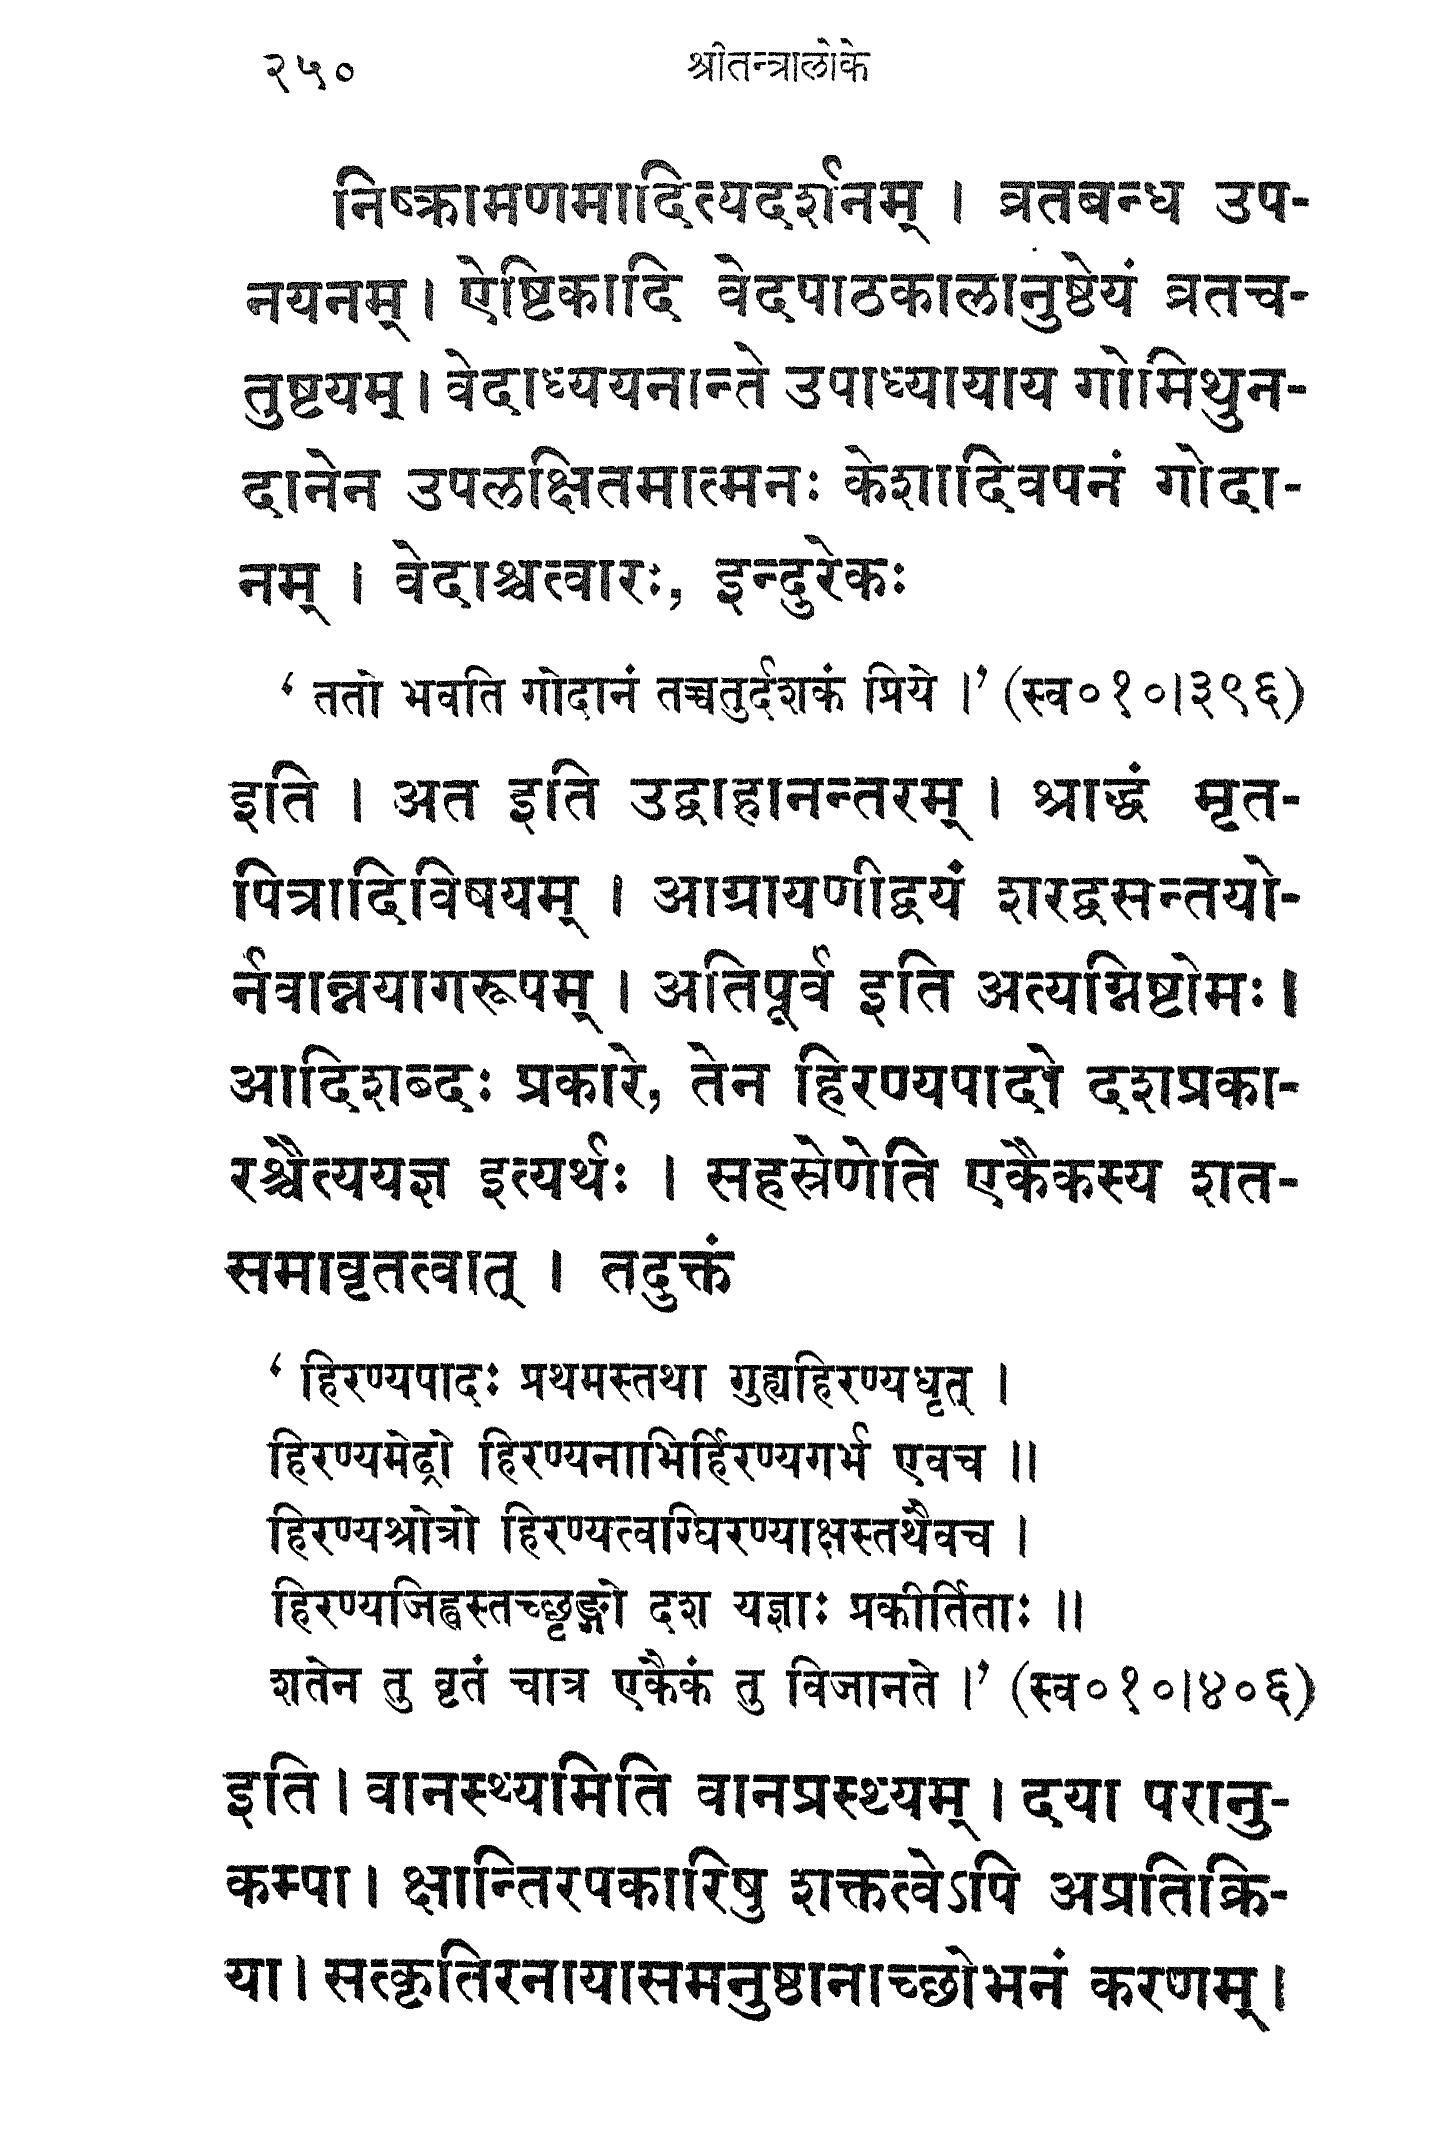 २५० श्रीतन्त्रालोके
निष्क्रामणमादित्यदर्शनम् । व्रतबन्ध उप-
नयनम् । ऐष्टिकादि वेदपाठकालानुष्ठेयं व्रतच-
तुष्टयम् । वेदाध्ययनान्ते उपाध्यायाय गोमिथुन-
दानेन उपलक्षितमात्मनः केशादिवपनं गोदा-
नम् । वेदाश्चत्वारः, इन्दुरेकः
‘ ततो भवति गोदानं तच्चतुर्दशकं प्रिये ।’ (स्व०१०।३९६)
इति । अत इति उद्वाहानन्तरम् । श्राद्धं मृत-
पित्रादिविषयम् । आग्रायणीद्वयं शरद्वसन्तयो-
र्नवान्नयागरूपम् । अतिपूर्व इति अत्यग्निष्टोमः।
आदिशब्दः प्रकारे, तेन हिरण्यपादो दशप्रका-
रश्चैत्ययज्ञ इत्यर्थः । सहस्रेणेति एकैकस्य शत-
समावृतत्वात् । तदुक्तं
‘ हिरण्यपादः प्रथमस्तथा गुह्यहिरण्यधृत् ।
हिरण्यमेढ्रो हिरण्यनाभिर्हिरण्यगर्भ एवच ॥
हिरण्यश्रोत्रो हिरण्यत्वग्घिरण्याक्षस्तथैवच ।
हिरण्यजिह्वस्तच्छृङ्गो दश यज्ञाः प्रकीर्तिताः ॥
शतेन तु वृतं चात्र एकैकं तु विजानते ।’ (स्व०१०।४०६)
इति । वानस्थ्यमिति वानप्रस्थ्यम् । दया परानु-
कम्पा । क्षान्तिरपकारिषु शक्तत्वेऽपि अप्रतिक्रि-
या । सत्कृतिरनायासमनुष्ठानाच्छोभनं करणम् ।